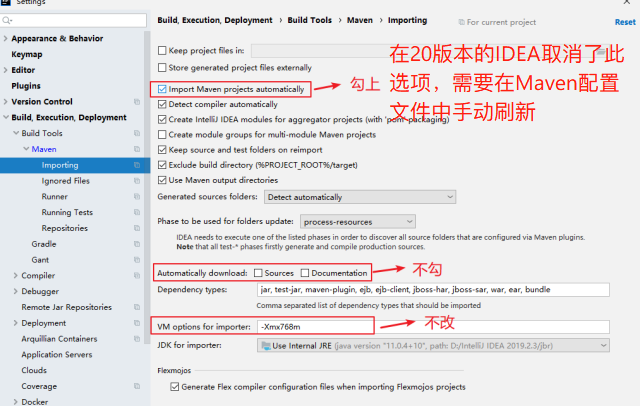 Settings
Build, Execution, Deployment › Build Tools › Maven › Importing
For current project
Reset
Appearance & Behavior
Keymap
Editor
Plugins
Version Control
Build, Execution, Deployment
Build Tools
Maven
Importing
Ignored Files
Runner
Running Tests
Repositories
Gradle
Gant
Compiler
Debugger
Remote Jar Repositories
Deployment
Arquillian Containers
Application Servers
Clouds
Coverage
Docker
Keep project files in:
Store generated project files externally
Import Maven projects automatically
勾上
在20版本的IDEA取消了此
选项，需要在Maven配置
文件中手动刷新
Detect compiler automatically
Create IntelliJ IDEA modules for aggregator projects (with 'pom' packaging)
Create module groups for multi-module Maven projects
Keep source and test folders on reimport
Exclude build directory (%PROJECT_ROOT%/target)
Use Maven output directories
Generated sources folders: Detect automatically
Phase to be used for folders update: process-resources
IDEA needs to execute one of the listed phases in order to discover all source folders that are configured via Maven plugins.
Note that all test-* phases firstly generate and compile production sources.
Automatically download: Sources Documentation
不勾
Dependency types: jar, test-jar, maven-plugin, ejb, ejb-client, jboss-har, jboss-sar, war, ear, bundle
Comma separated list of dependency types that should be imported
VM options for importer: -Xmx768m
不改
JDK for importer: Use Internal JRE (java version "11.0.4+10", path: D:/IntelliJ IDEA 2019.2.3/jbr)
Flexmojos
Generate Flex compiler configuration files when importing Flexmojos projects